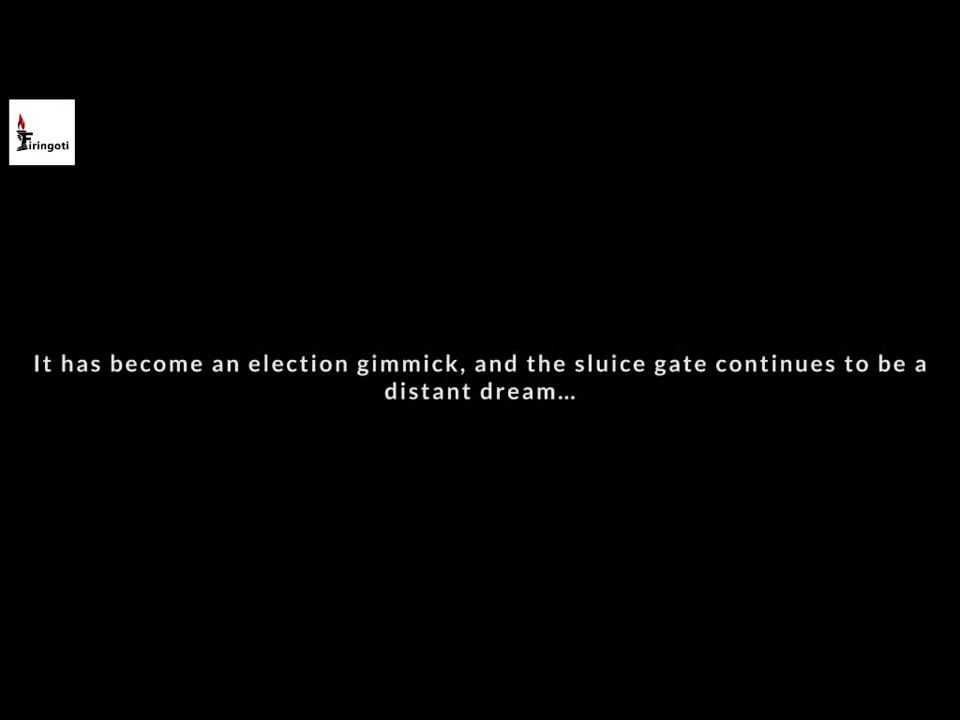 Firingoti
It has become an election gimmick, and the sluice gate continues to be a
distant dream…